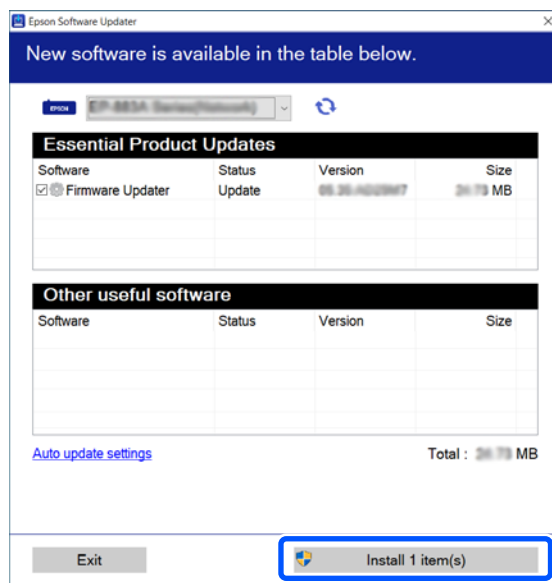 Epson Software Updater
New software is available in the table below.
EPSON
Essential Product Updates
Software Status Version Size
Firmware Updater Update MB
Other useful software
Software Status Version Size
Auto update settings Total : MB
Exit Install 1 item(s)